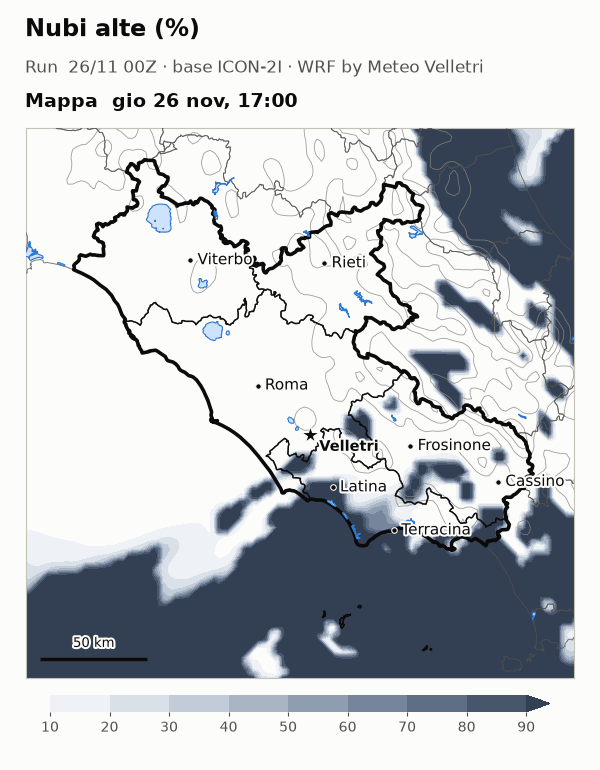 Nubi alte (%)
Run 26/11 00Z · base ICON-2I · WRF by Meteo Velletri
Mappa gio 26 nov, 17:00
Viterbo
Rieti
Roma
Velletri
Frosinone
Cassino
Latina
Terracina
50 km
10 20 30 40 50 60 70 80 90